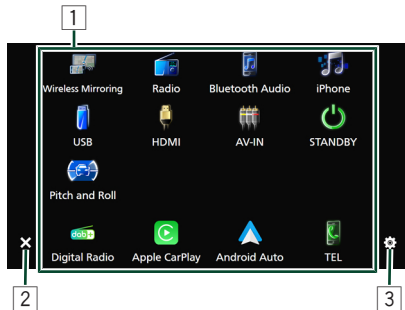 1
Wireless Mirroring Radio Bluetooth Audio iPhone
USB HDMI AV-IN STANDBY
Pitch and Roll
dab+
Digital Radio Apple CarPlay Android Auto TEL
2 3